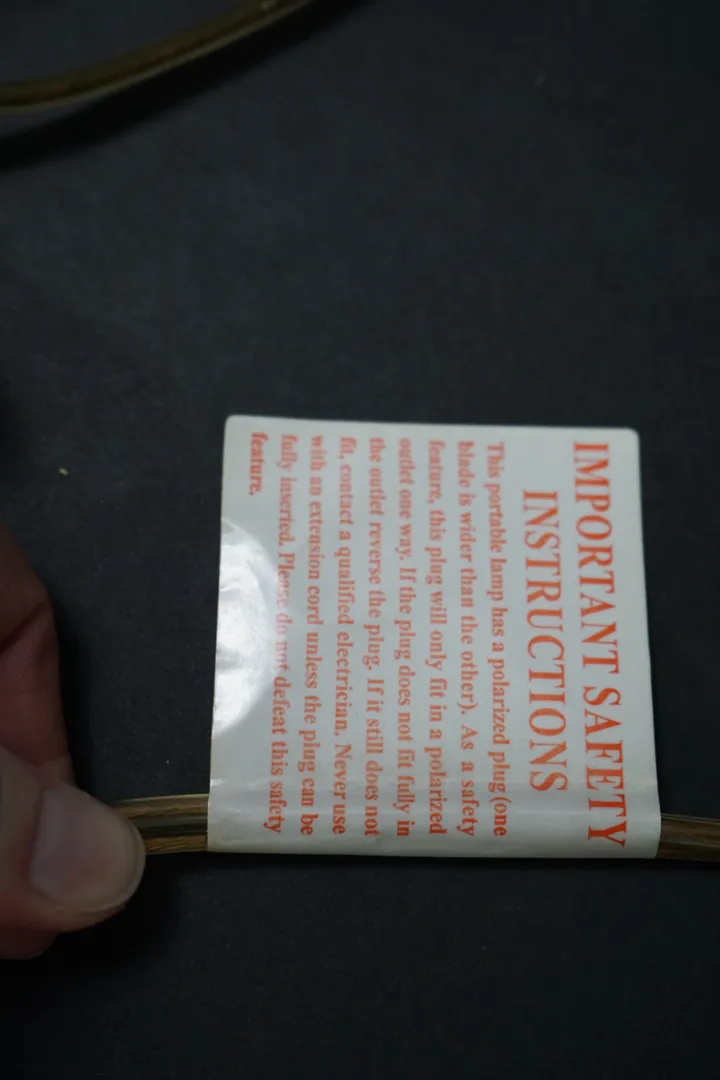 IMPORTANT SAFETY
INSTRUCTIONS
This portable lamp has a polarized plug (one
blade is wider than the other). As a safety
feature, this plug will only fit in a polarized
outlet one way. If the plug does not fit fully in
the outlet reverse the plug. If it still does not
fit, contact a qualified electrician. Never use
with an extension cord unless the plug can be
fully inserted. Please do not defeat this safety
feature.